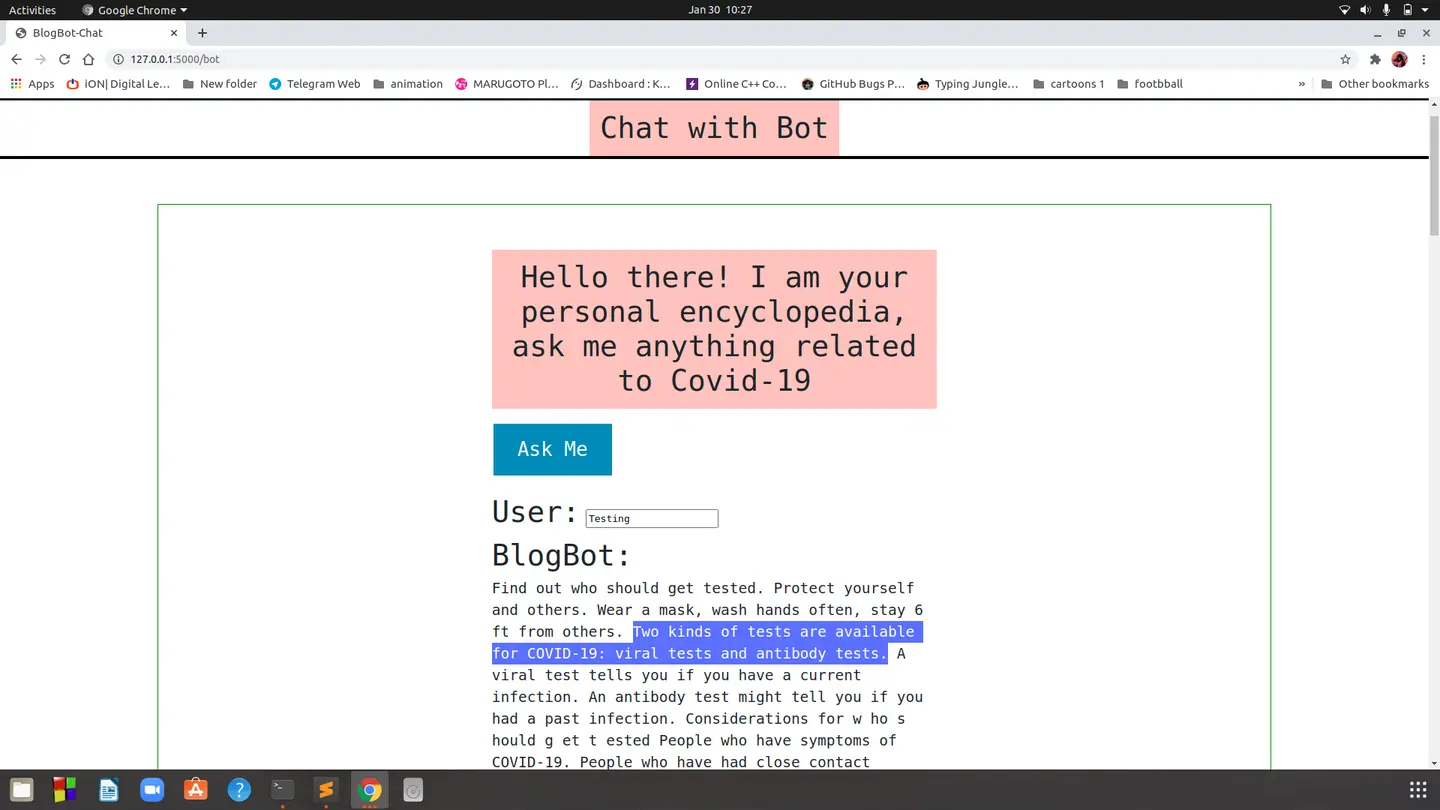 Activities Google Chrome Jan 30 10:27
BlogBot-Chat
127.0.0.1:5000/bot
Apps iON| Digital Le… New folder Telegram Web animation MARUGOTO Pl… Dashboard : K… Online C++ Co… GitHub Bugs P… Typing Jungle… cartoons 1 footbball » Other bookmarks
Chat with Bot
Hello there! I am your
personal encyclopedia,
ask me anything related
to Covid-19
Ask Me
User: Testing
BlogBot:
Find out who should get tested. Protect yourself
and others. Wear a mask, wash hands often, stay 6
ft from others. Two kinds of tests are available
for COVID-19: viral tests and antibody tests. A
viral test tells you if you have a current
infection. An antibody test might tell you if you
had a past infection. Considerations for w ho s
hould g et t ested People who have symptoms of
COVID-19. People who have had close contact